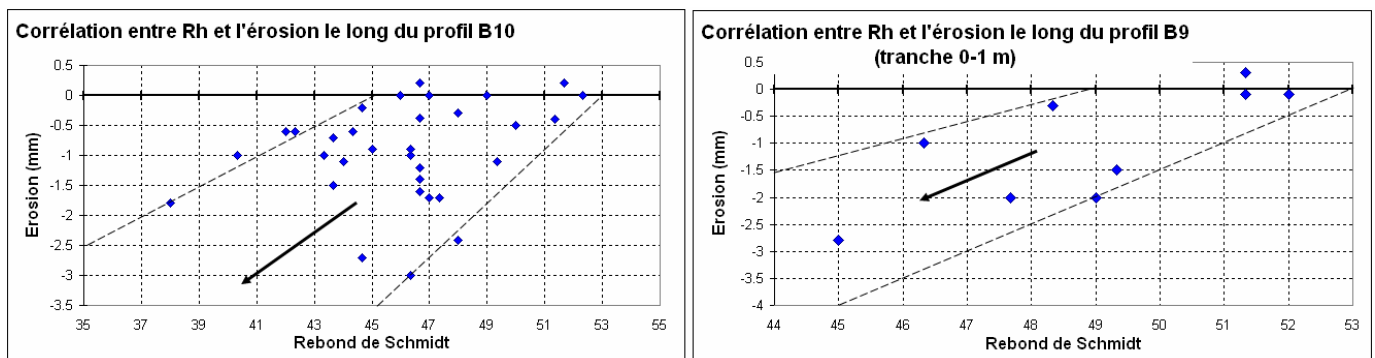 Corrélation entre Rh et l'érosion le long du profil B10
0.5
0
-0.5
-1
-1.5
-2
-2.5
-3
-3.5
Erosion (mm)
35 37 39 41 43 45 47 49 51 53 55
Rebond de Schmidt
Corrélation entre Rh et l'érosion le long du profil B9
(tranche 0-1 m)
0.5
0
-0.5
-1
-1.5
-2
-2.5
-3
-3.5
-4
Erosion (mm)
44 45 46 47 48 49 50 51 52 53
Rebond de Schmidt